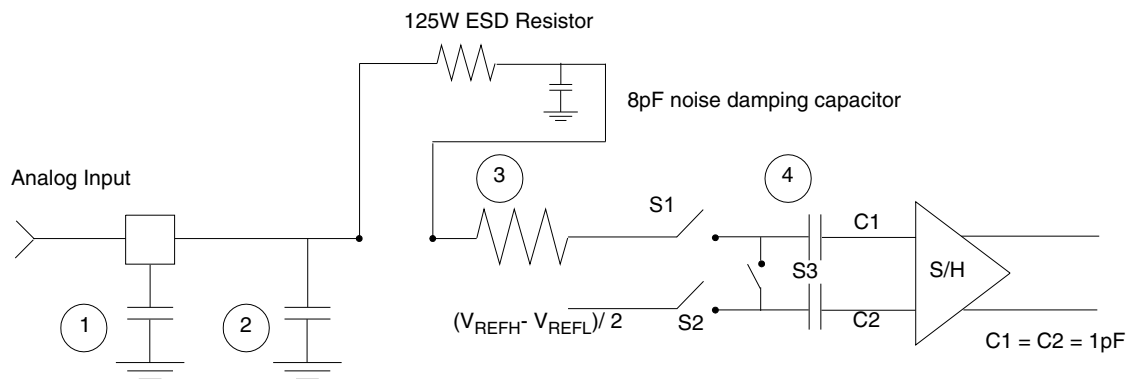 125W ESD Resistor
8pF noise damping capacitor
Analog Input
3
4
S1
C1
S/H
S3
(VREFH- VREFL)/ 2
S2
C2
C1 = C2 = 1pF
1
2